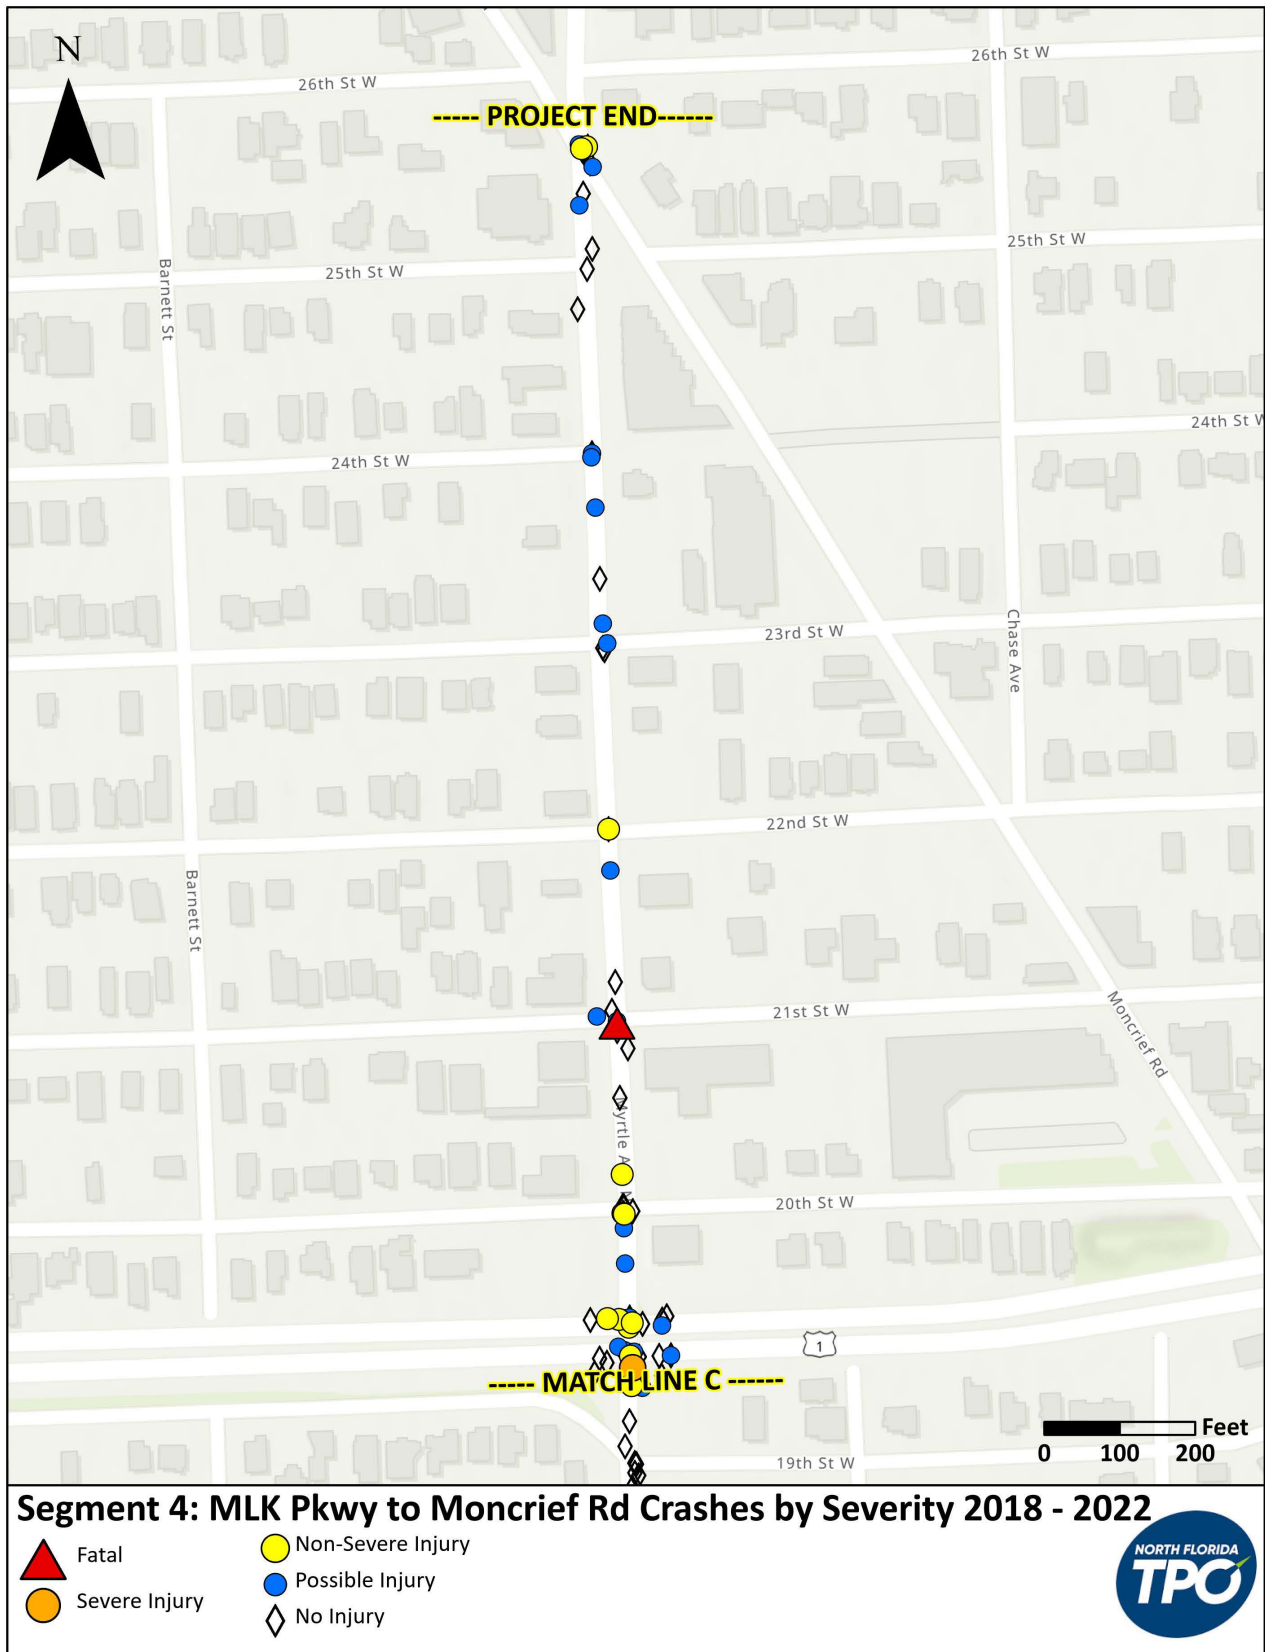 N
26th St W
26th St W
----- PROJECT END------
25th St W
25th St W
Barnett St
24th St W
24th St W
23rd St W
Chase Ave
22nd St W
Barnett St
21st St W
Moncrief Rd
Myrtle A
20th St W
1
----- MATCH LINE C ------
Feet
0 100 200
19th St W
Segment 4: MLK Pkwy to Moncrief Rd Crashes by Severity 2018 - 2022
Fatal
Severe Injury
Non-Severe Injury
Possible Injury
No Injury
NORTH FLORIDA
TPO